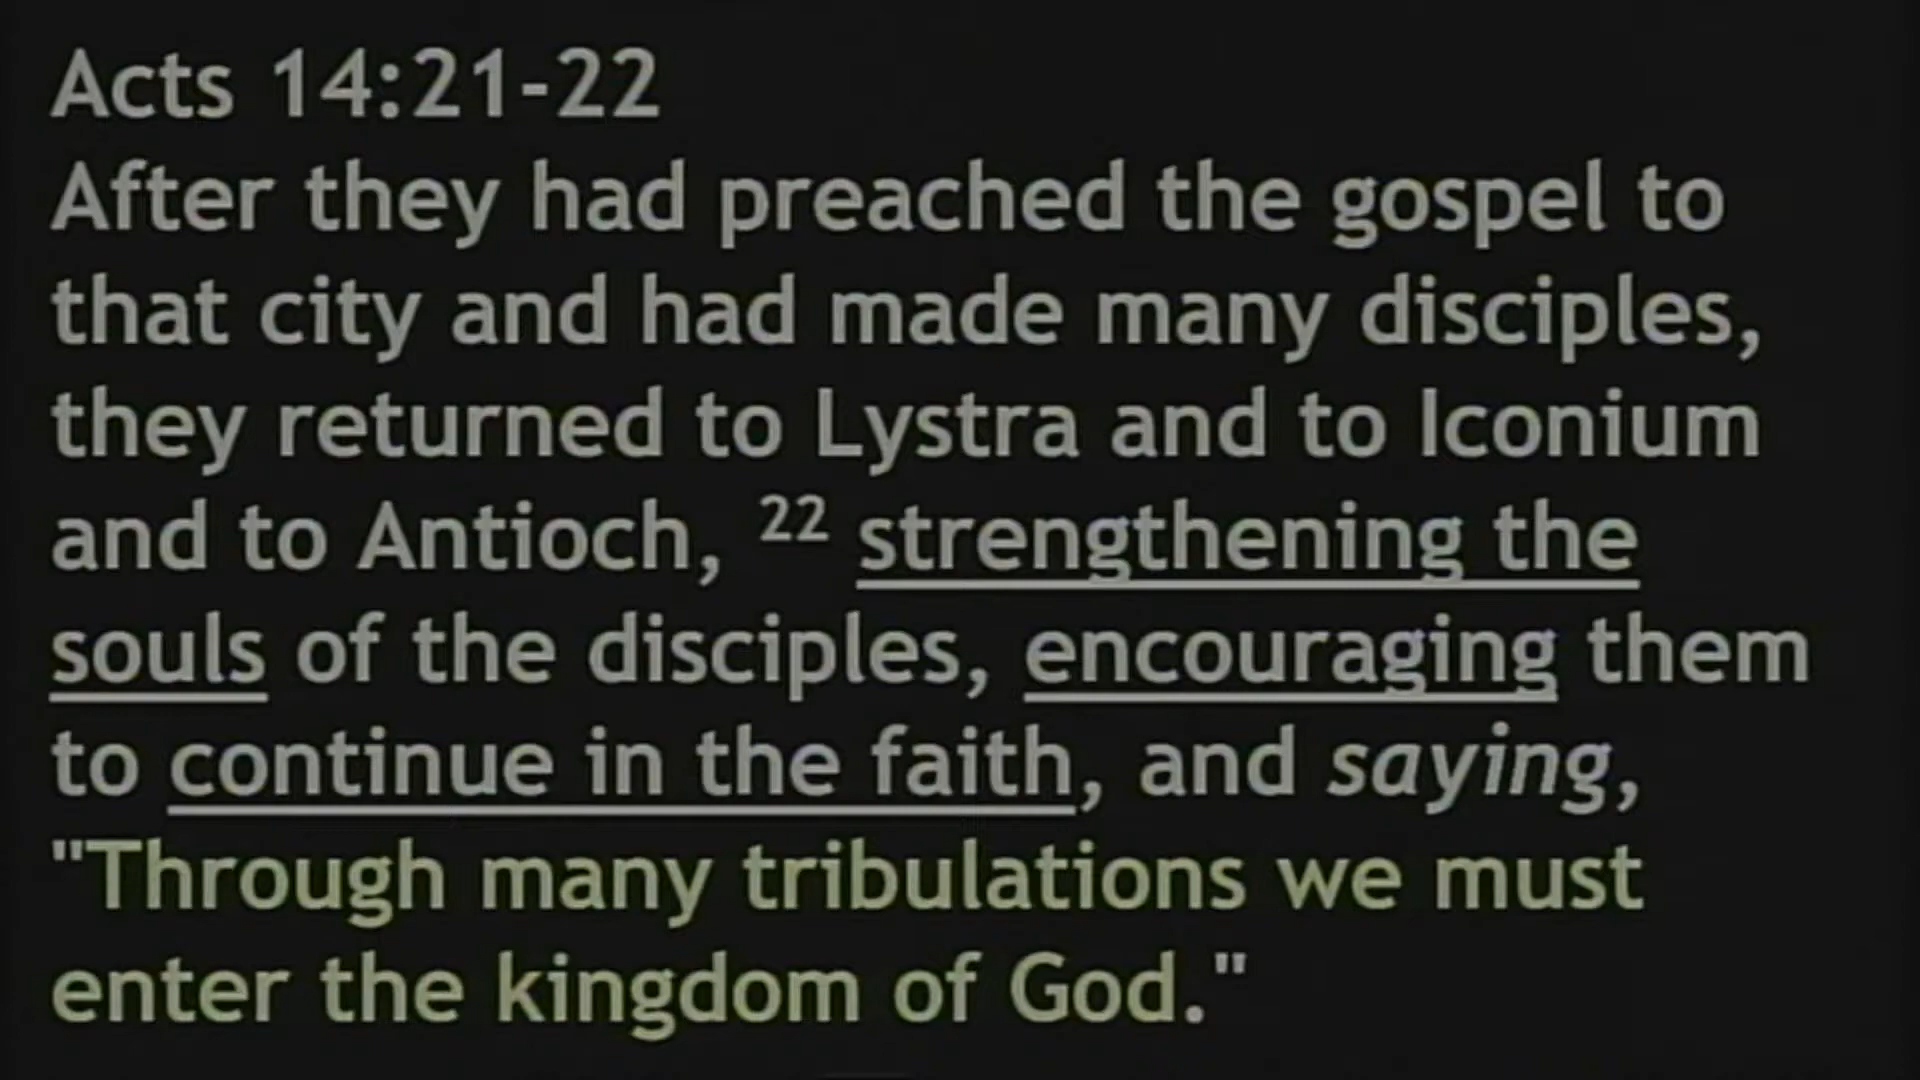 Acts 14:21-22
After they had preached the gospel to
that city and had made many disciples,
they returned to Lystra and to Iconium
and to Antioch, 22 strengthening the
souls of the disciples, encouraging them
to continue in the faith, and saying,
"Through many tribulations we must
enter the kingdom of God."